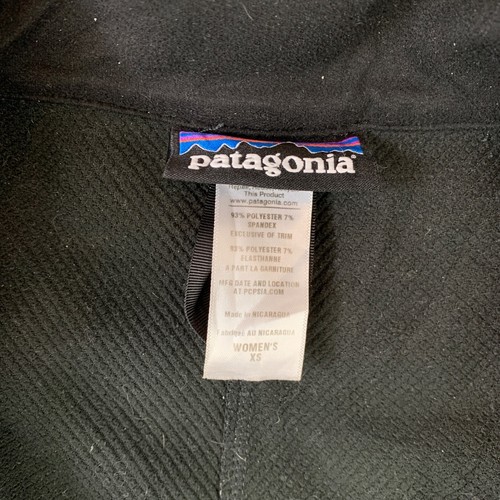 patagonia
This Product
www.patagonia.com
93% POLYESTER 7%
SPANDEX
EXCLUSIVE OF TRIM
93% POLYESTER 7%
ELASTHANNE
À PART LA GARNITURE
MFG DATE AND LOCATION
AT PCPSIA.COM
Made in NICARAGUA
Fabriqué AU NICARAGUA
WOMEN'S
XS